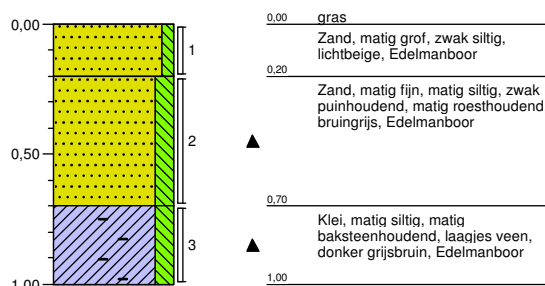 0,00
0,50
1,00
1
2
3
0,00
gras
Zand, matig grof, zwak siltig,
lichtbeige, Edelmanboor
0,20
Zand, matig fijn, matig siltig, zwak
puinhoudend, matig roesthoudend
bruingrijs, Edelmanboor
0,70
Klei, matig siltig, matig
baksteenhoudend, laagjes veen,
donker grijsbruin, Edelmanboor
1,00